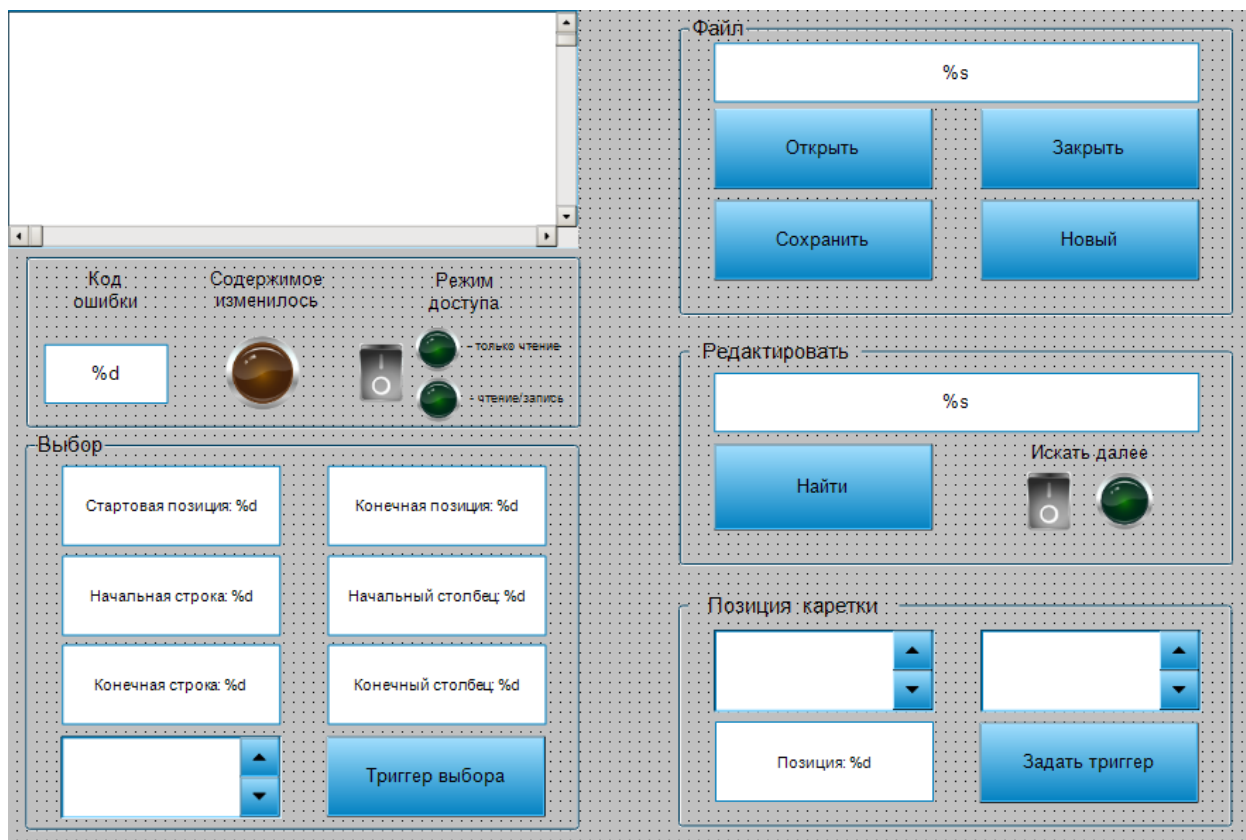 Файл
%s
Открыть
Закрыть
Сохранить
Новый
Код
ошибки
Содержимое
изменилось
Режим
доступа
- только чтение
- чтение/запись
%d
Редактировать
%s
Найти
Искать далее
Выбор
Стартовая позиция: %d
Конечная позиция: %d
Начальная строка: %d
Начальный столбец: %d
Конечная строка: %d
Конечный столбец: %d
Триггер выбора
Позиция каретки
Позиция: %d
Задать триггер